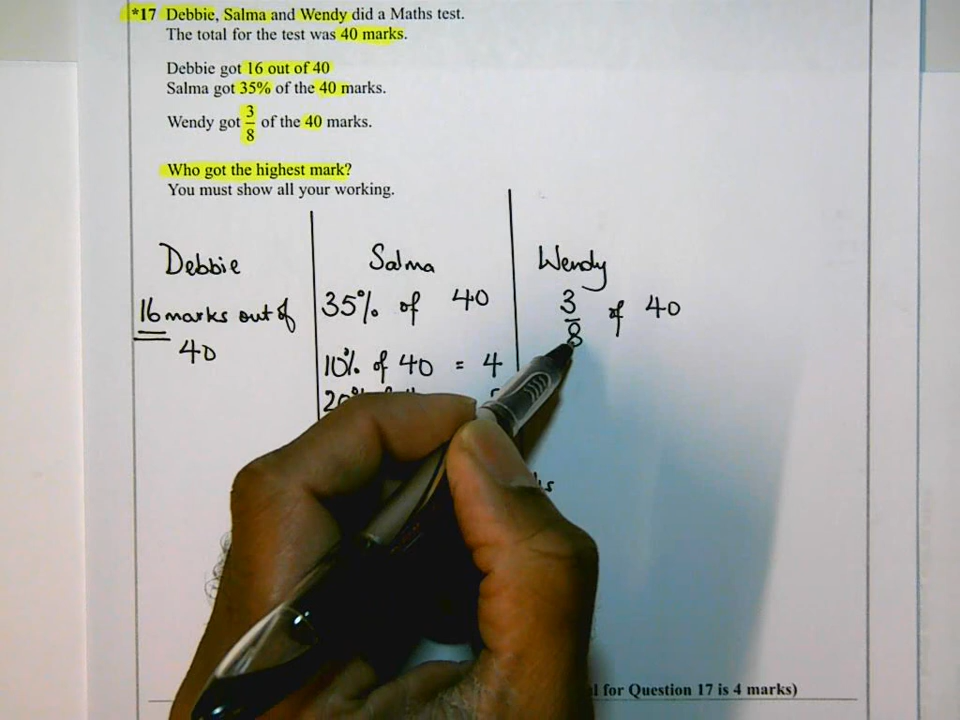 *17 Debbie, Salma and Wendy did a Maths test.
The total for the test was 40 marks.
Debbie got 16 out of 40
Salma got 35% of the 40 marks.
Wendy got 3/8 of the 40 marks.
Who got the highest mark?
You must show all your working.
Debbie
16 marks out of
40
Salma
35% of 40
10% of 40 = 4
20%
Wendy
3/8 of 40
for Question 17 is 4 marks)